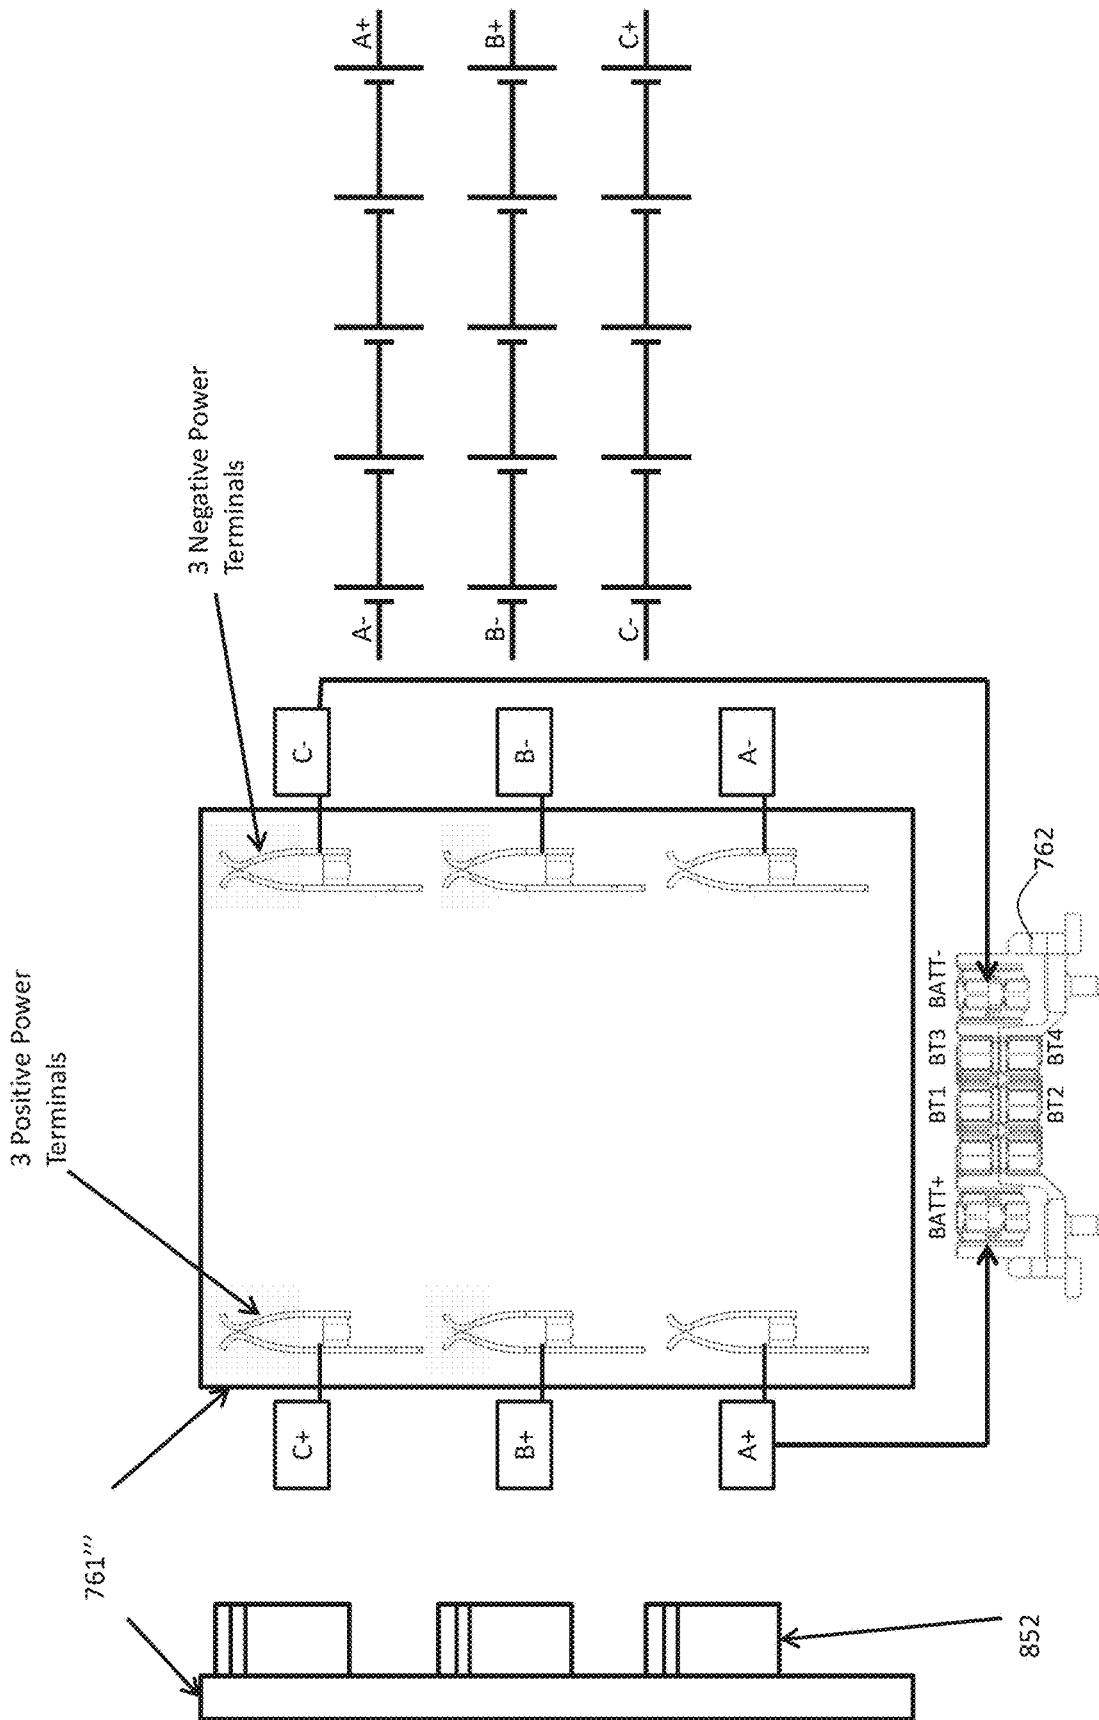 761'''
852
3 Positive Power
Terminals
3 Negative Power
Terminals
C+
B+
A+
C-
B-
A-
BATT+
BT1
BT3
BATT-
BT2
BT4
762
A-
A+
B-
B+
C-
C+